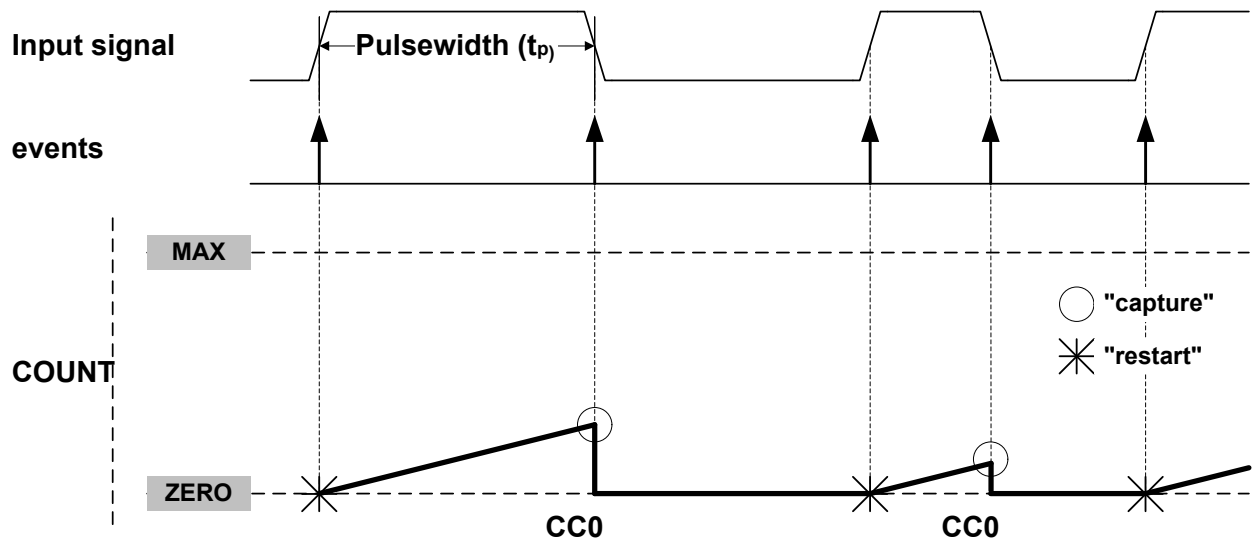 Input signal
Pulsewidth (tp)
events
MAX
"capture"
"restart"
COUNT
ZERO
CC0
CC0